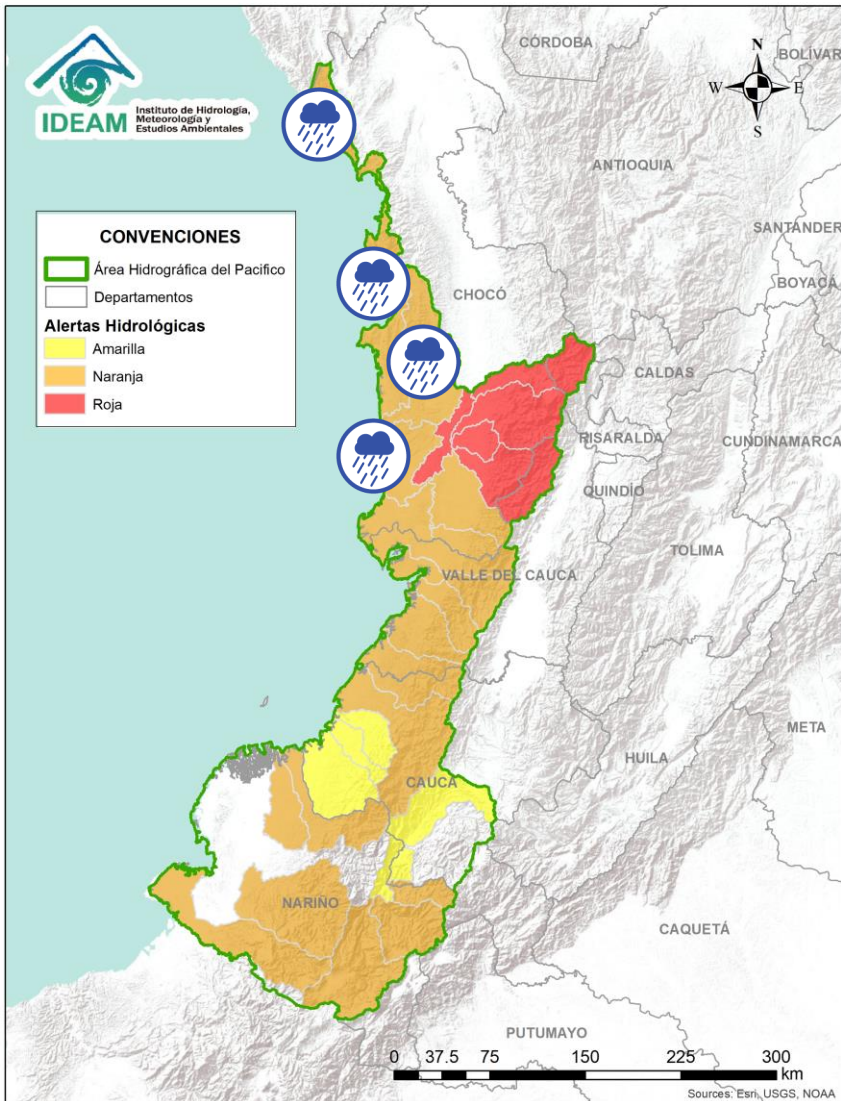 IDEAM
Instituto de Hidrología,
Meteorología y
Estudios Ambientales
CÓRDOBA
BOLÍVAR
N
W
E
S
ANTIOQUIA
SANTANDER
BOYACÁ
CHOCÓ
CONVENCIONES
Área Hidrográfica del Pacifico
Departamentos
Alertas Hidrológicas
Amarilla
Naranja
Roja
CALDAS
RISARALDA
CUNDINAMARCA
QUINDÍO
TOLIMA
VALLE DEL CAUCA
META
HUILA
CAUCA
NARIÑO
CAQUETÁ
PUTUMAYO
0 37.5 75 150 225 300
km
Sources: Esri, USGS, NOAA